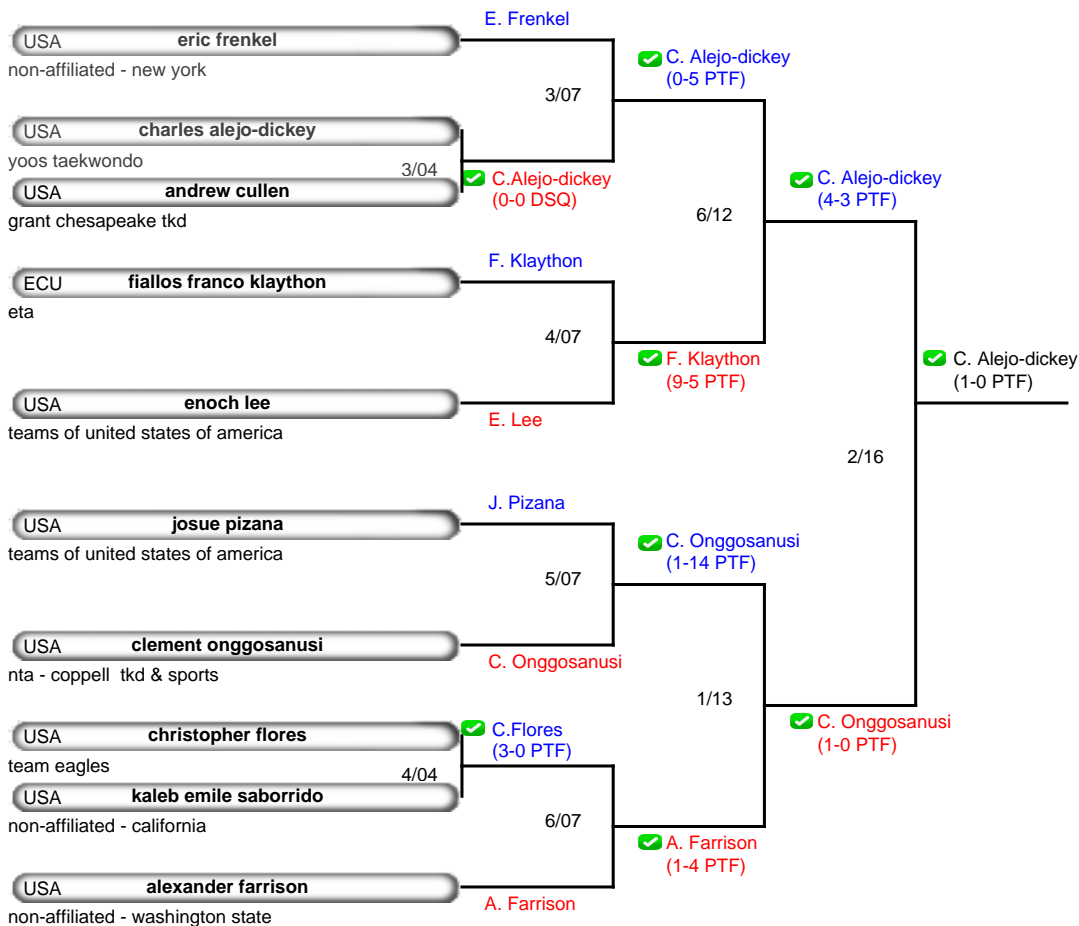 E. Frenkel
USA eric frenkel
non-affiliated - new york
C. Alejo-dickey
(0-5 PTF)
3/07
USA charles alejo-dickey
yoos taekwondo
3/04
C.Alejo-dickey
(0-0 DSQ)
USA andrew cullen
grant chesapeake tkd
C. Alejo-dickey
(4-3 PTF)
6/12
F. Klaython
ECU fiallos franco klaython
eta
4/07
F. Klaython
(9-5 PTF)
C. Alejo-dickey
(1-0 PTF)
USA enoch lee
E. Lee
teams of united states of america
2/16
J. Pizana
USA josue pizana
teams of united states of america
C. Onggosanusi
(1-14 PTF)
5/07
USA clement onggosanusi
C. Onggosanusi
nta - coppell tkd & sports
1/13
C. Onggosanusi
(1-0 PTF)
USA christopher flores
C.Flores
(3-0 PTF)
team eagles
4/04
USA kaleb emile saborrido
non-affiliated - california
6/07
A. Farrison
(1-4 PTF)
USA alexander farrison
A. Farrison
non-affiliated - washington state